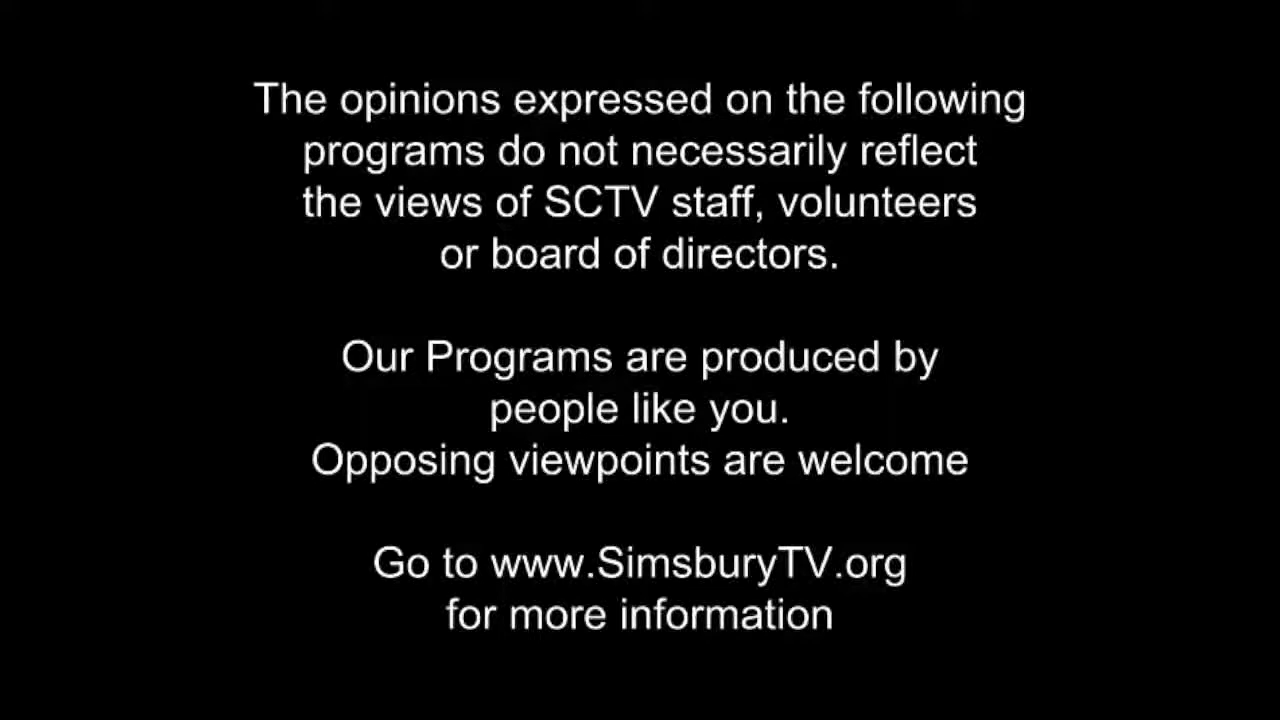 The opinions expressed on the following
programs do not necessarily reflect
the views of SCTV staff, volunteers
or board of directors.
Our Programs are produced by
people like you.
Opposing viewpoints are welcome
Go to www.SimsburyTV.org
for more information